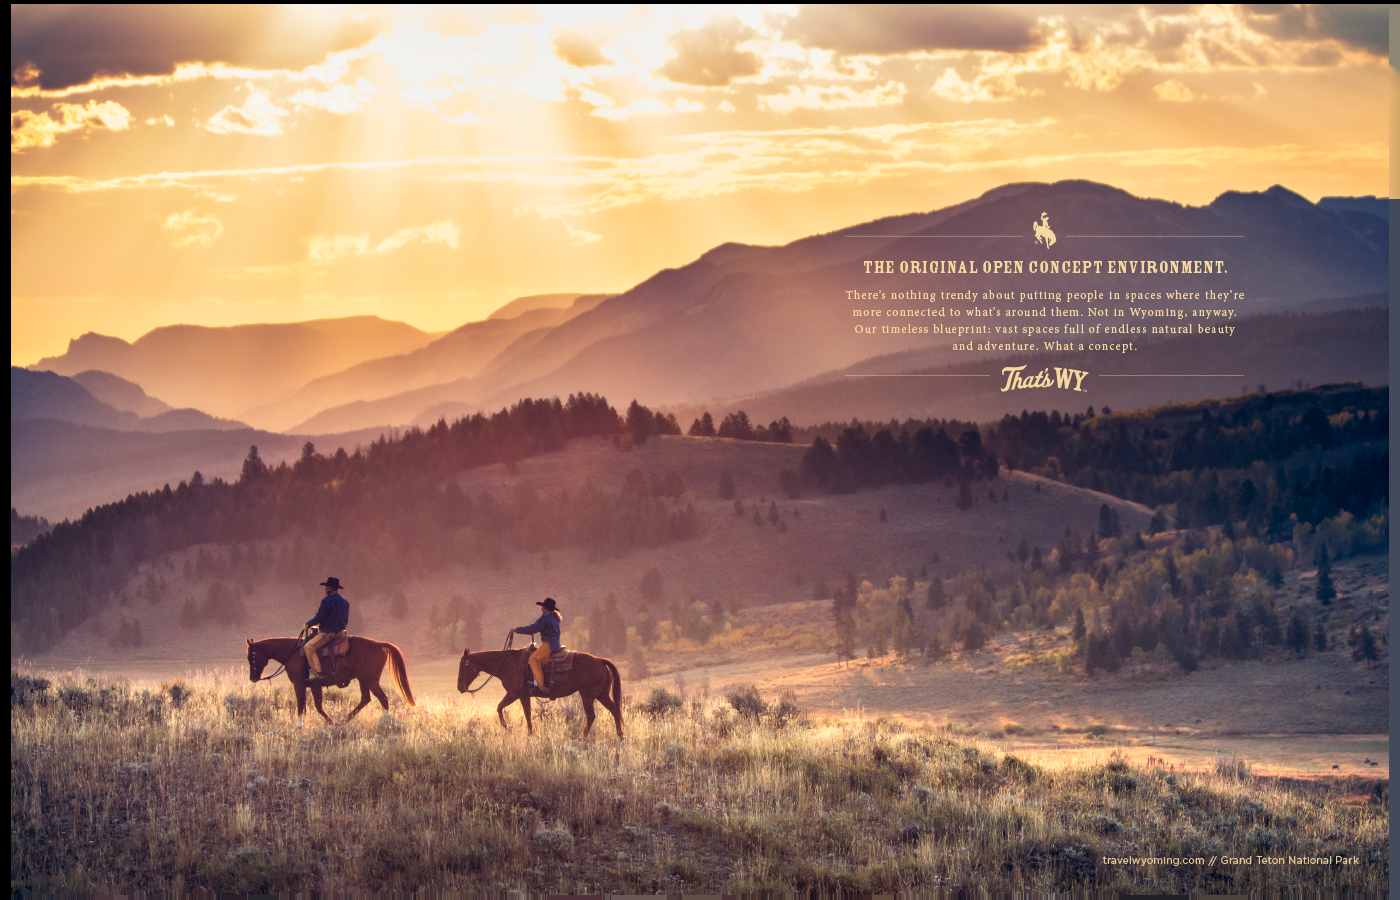 THE ORIGINAL OPEN CONCEPT ENVIRONMENT.
There's nothing trendy about putting people in spaces where they're
more connected to what's around them. Not in Wyoming, anyway.
Our timeless blueprint: vast spaces full of endless natural beauty
and adventure. What a concept.
That's WY
travelwyoming.com // Grand Teton National Park